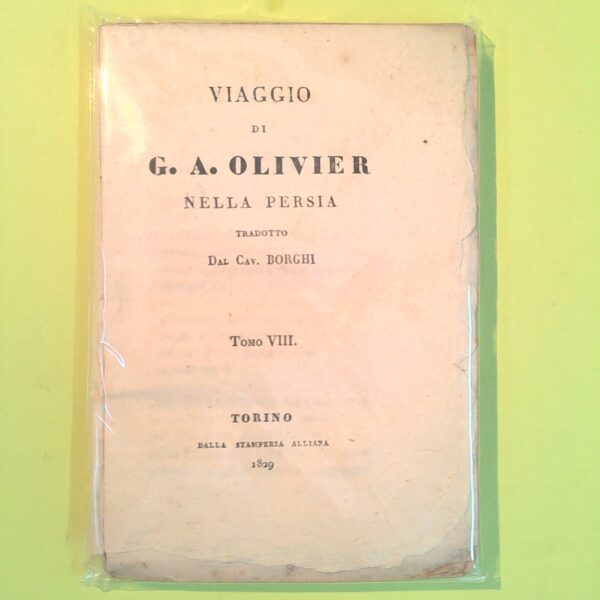 VIAGGIO
DI
G. A. OLIVIER
NELLA PERSIA
TRADOTTO
DAL CAV. BORGHI
TOMO VIII.
TORINO
DALLA STAMPERIA ALLIANA
1829